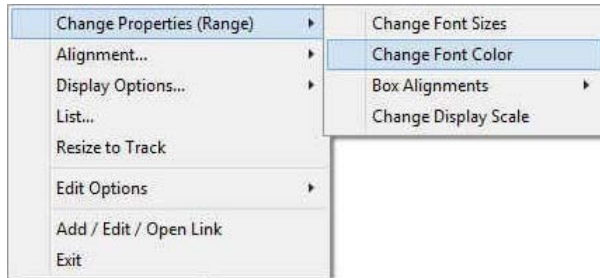 Change Properties (Range)
Alignment...
Display Options...
List...
Resize to Track
Edit Options
Add / Edit / Open Link
Exit
Change Font Sizes
Change Font Color
Box Alignments
Change Display Scale